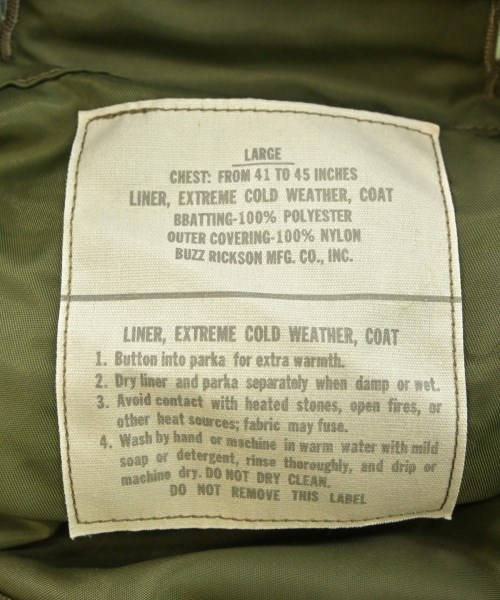 LARGE
CHEST: FROM 41 TO 45 INCHES
LINER, EXTREME COLD WEATHER, COAT
BBATTING-100% POLYESTER
OUTER COVERING-100% NYLON
BUZZ RICKSON MFG. CO., INC.
LINER, EXTREME COLD WEATHER, COAT
1. Button into parka for extra warmth.
2. Dry liner and parka separately when damp or wet.
3. Avoid contact with heated stones, open fires, or
other heat sources; fabric may fuse.
4. Wash by hand or machine in warm water with mild
soap or detergent, rinse thoroughly, and drip or
machine dry. DO NOT DRY CLEAN.
DO NOT REMOVE THIS LABEL